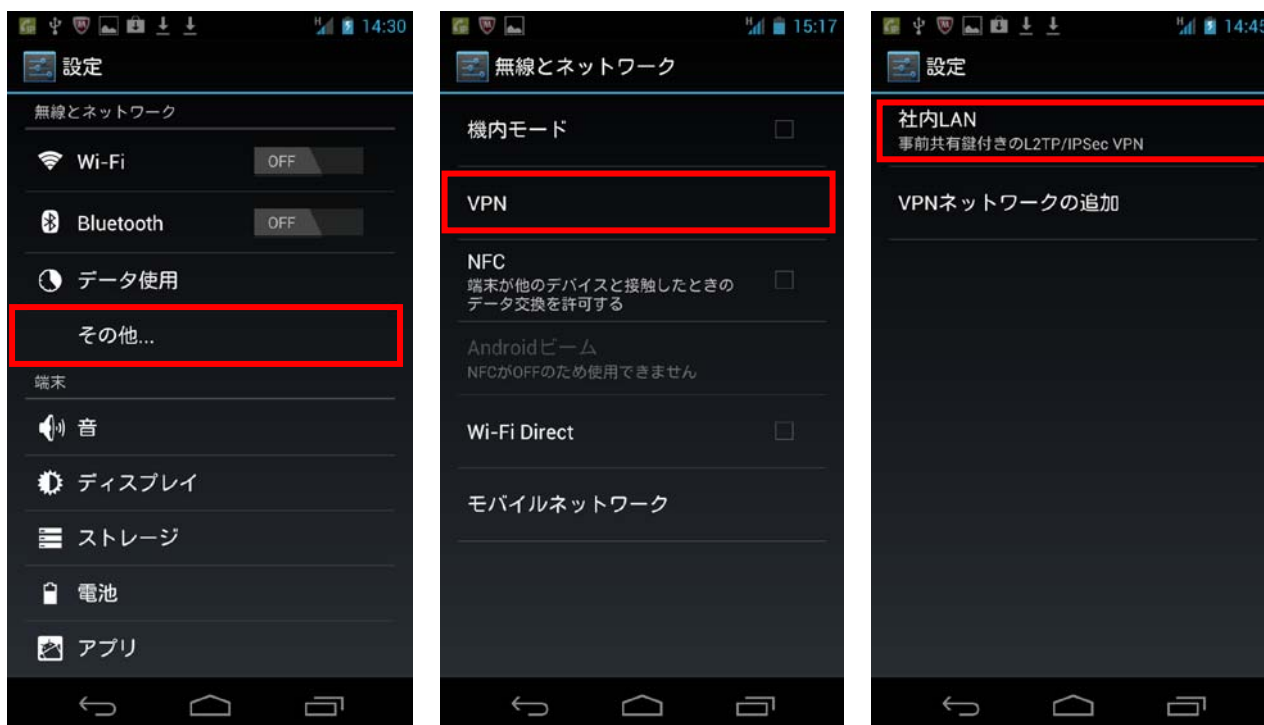 H 14:30
設定
無線とネットワーク
Wi-Fi OFF
Bluetooth OFF
データ使用
その他...
端末
音
ディスプレイ
ストレージ
電池
アプリ
H 15:17
無線とネットワーク
機内モード
VPN
NFC
端末が他のデバイスと接触したときの
データ交換を許可する
Androidビーム
NFCがOFFのため使用できません
Wi-Fi Direct
モバイルネットワーク
H 14:45
設定
社内LAN
事前共有鍵付きのL2TP/IPSec VPN
VPNネットワークの追加